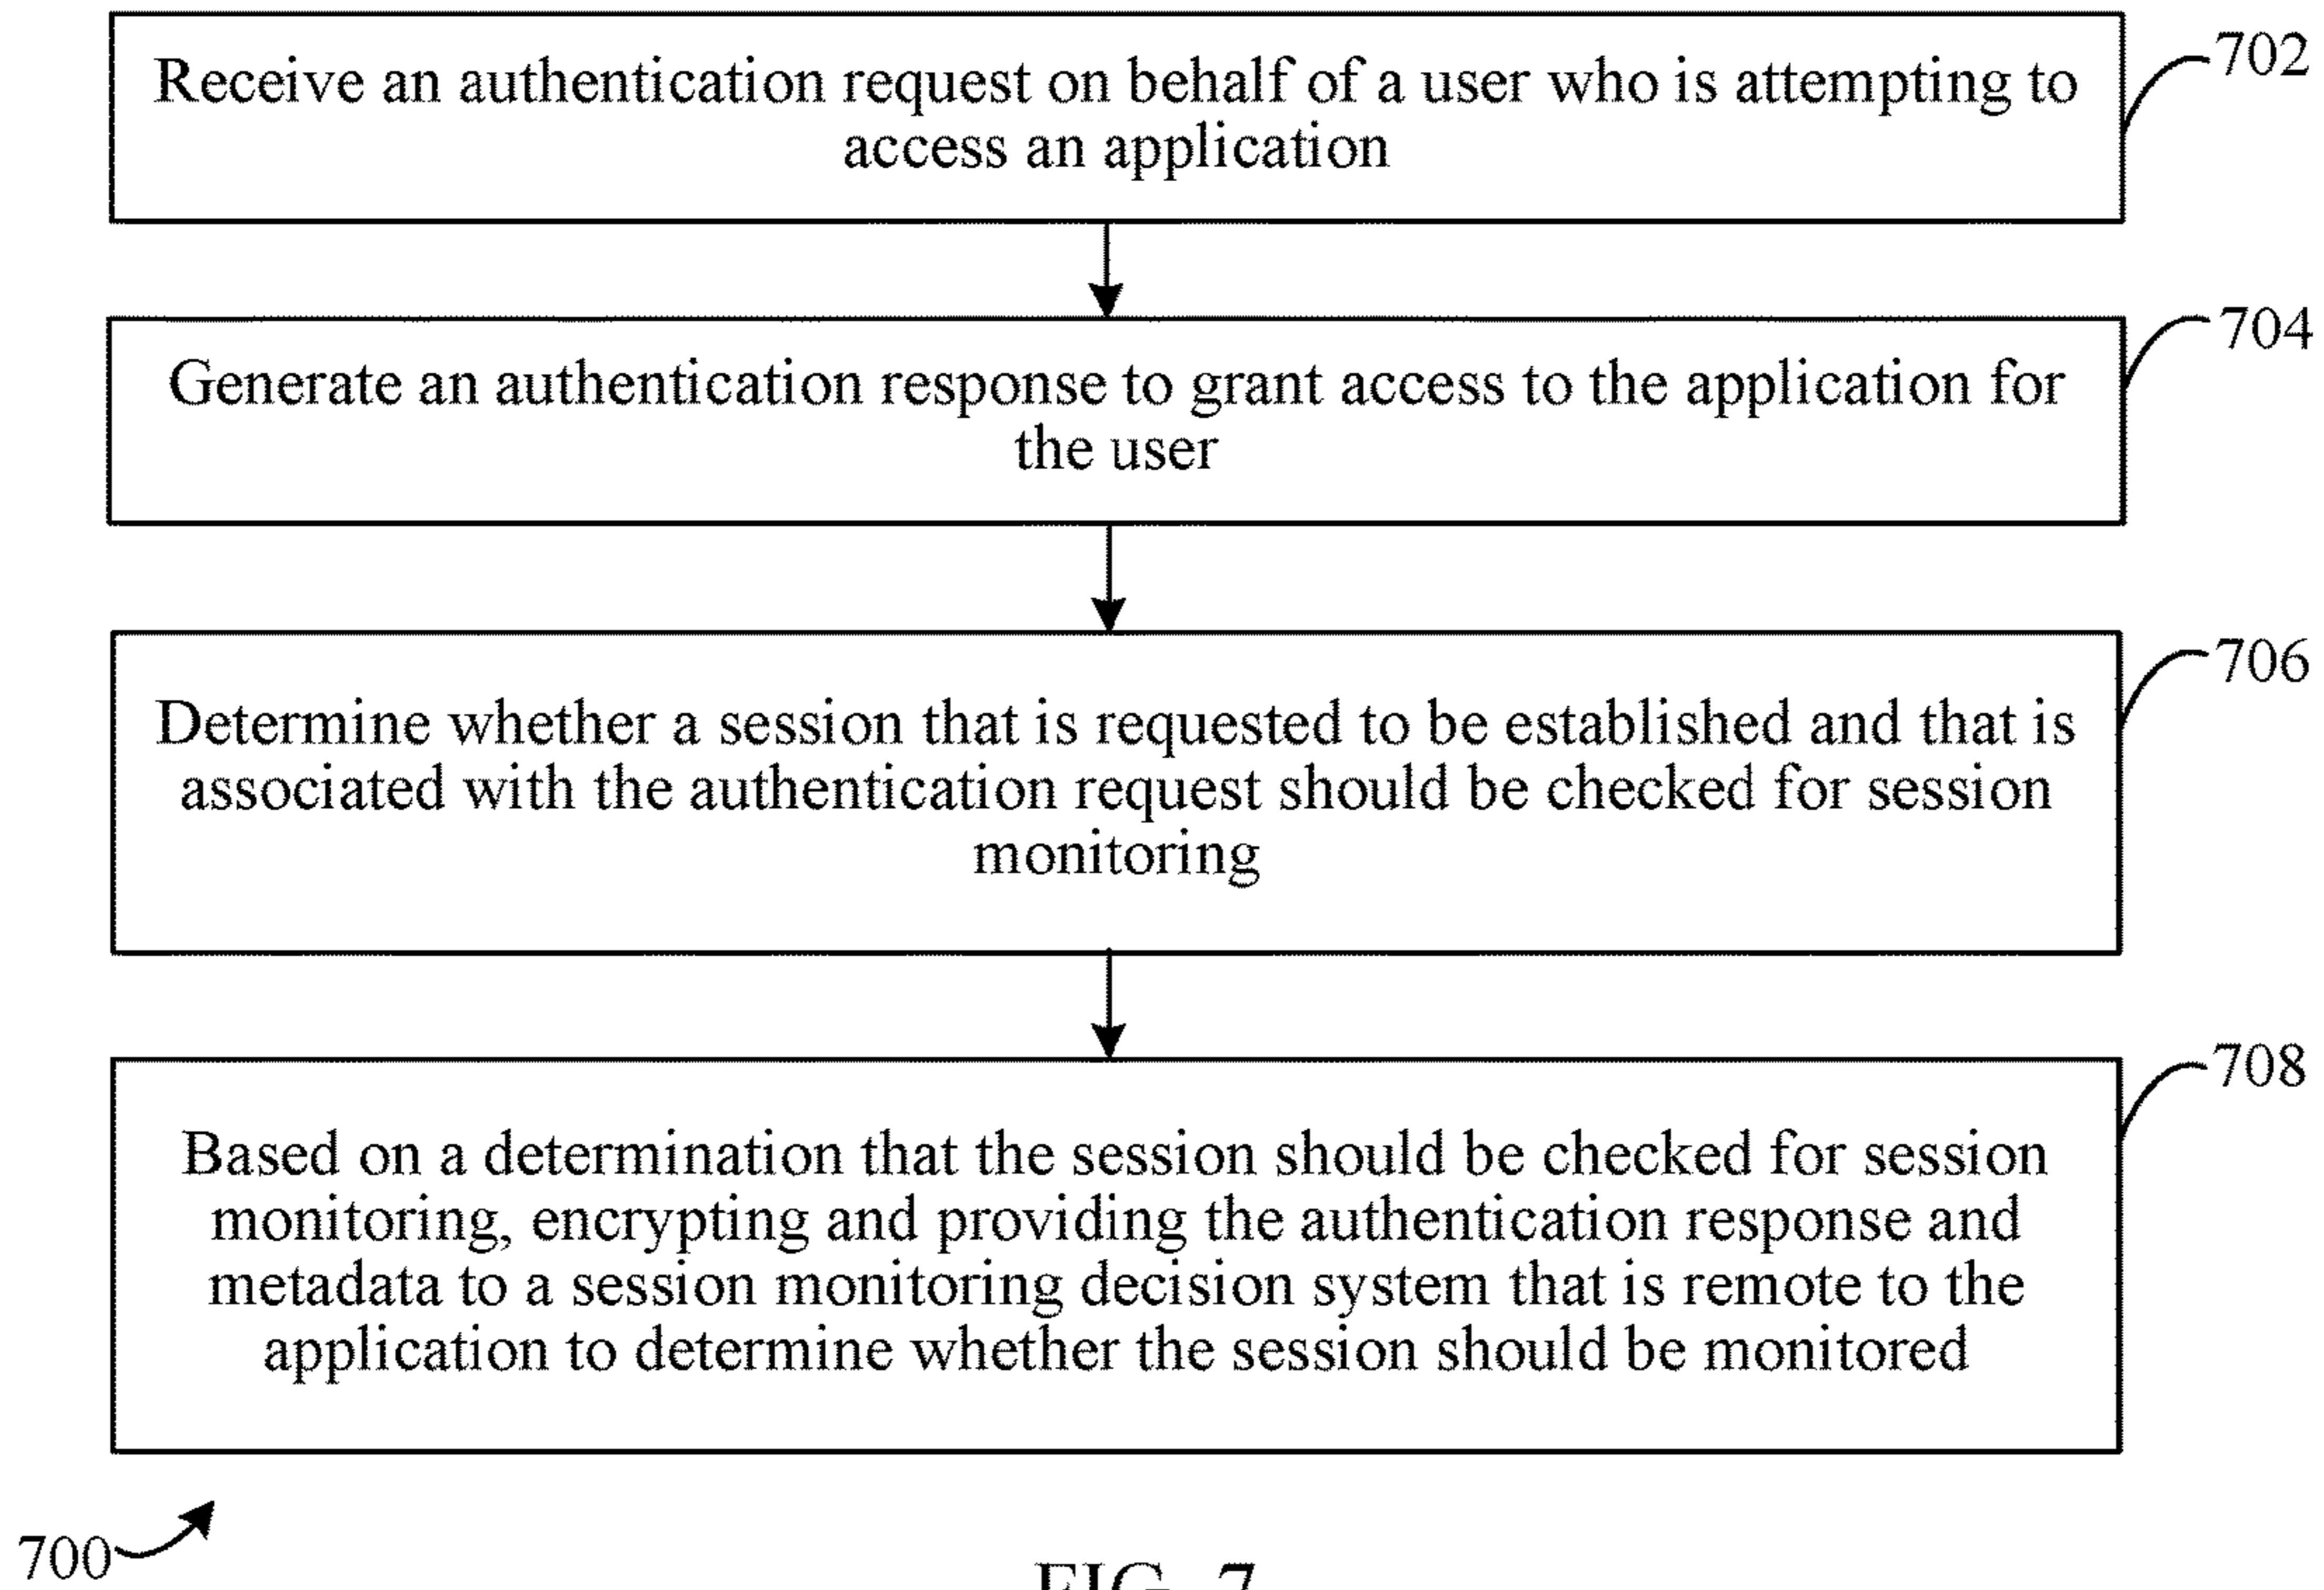 Receive an authentication request on behalf of a user who is attempting to
access an application
702
Generate an authentication response to grant access to the application for
the user
704
Determine whether a session that is requested to be established and that is
associated with the authentication request should be checked for session
monitoring
706
Based on a determination that the session should be checked for session
monitoring, encrypting and providing the authentication response and
metadata to a session monitoring decision system that is remote to the
application to determine whether the session should be monitored
708
700
FIG. 7